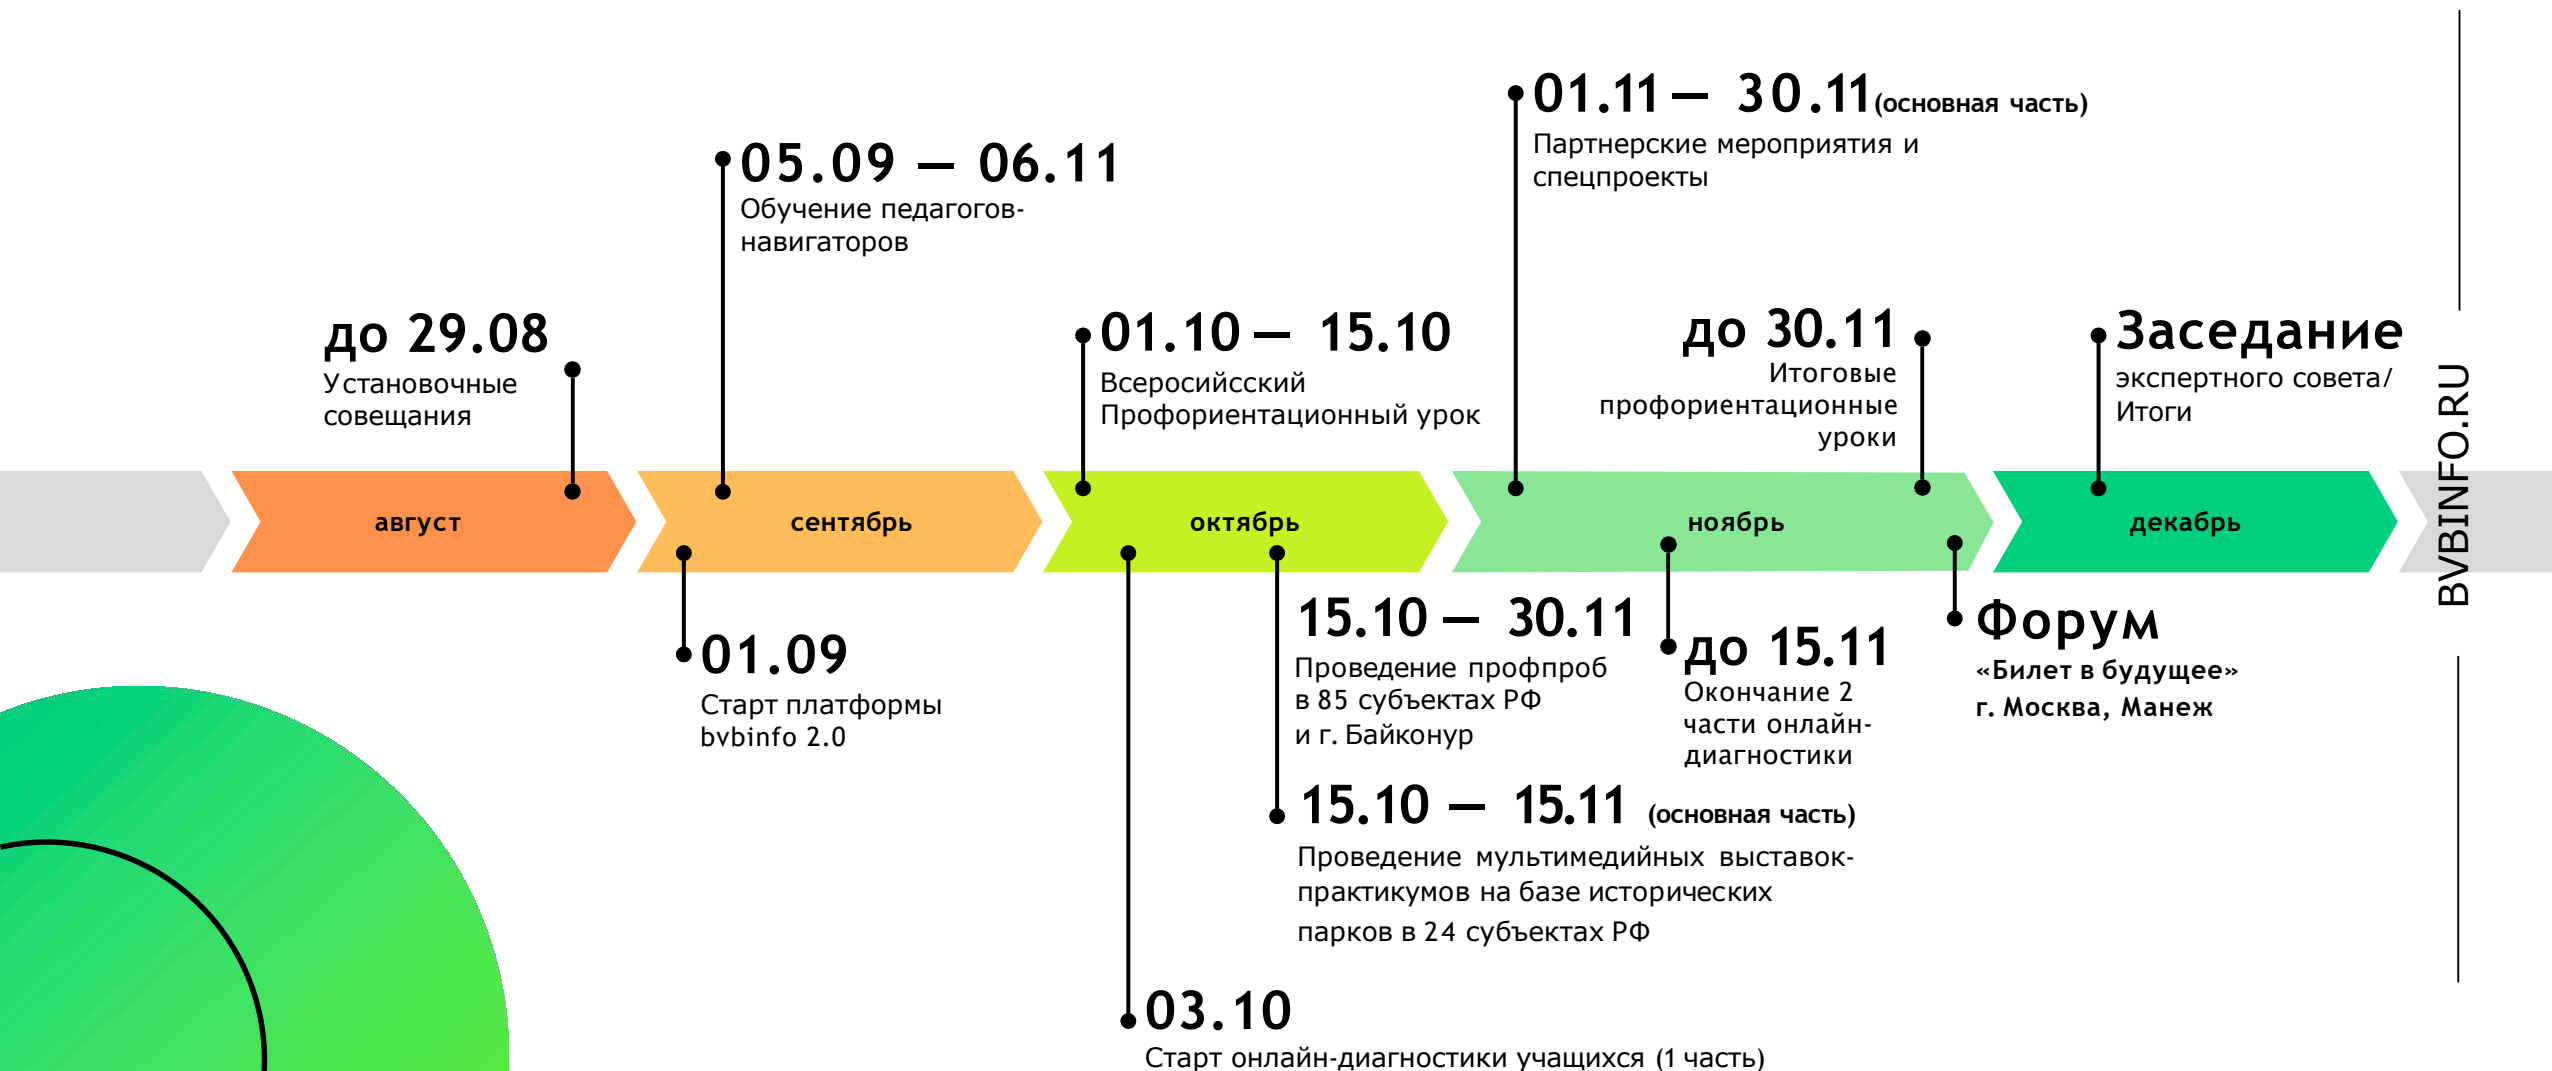 01.11— 30.11(основная часть)
Партнерские мероприятия и
спецпроекты
05.09 — 06.11
Обучение педагогов-
навигаторов
до 29.08
Установочные
совещания
01.10— 15.10
Всеросийсский
Профориентационный урок
до 30.11
Итоговые
профориентационные
уроки
Заседание
экспертного совета/
Итоги
BVBINFO.RU
август
сентябрь
октябрь
ноябрь
декабрь
01.09
Старт платформы
bvbinfo 2.0
15.10— 30.11
Проведение профпроб
в 85 субъектах РФ
и г. Байконур
до 15.11
Окончание 2
части онлайн-
диагностики
Форум
«Билет в будущее»
г. Москва, Манеж
15.10 — 15.11 (основная часть)
Проведение мультимедийных выставок-
практикумов на базе исторических
парков в 24 субъектах РФ
03.10
Старт онлайн-диагностики учащихся (1 часть)